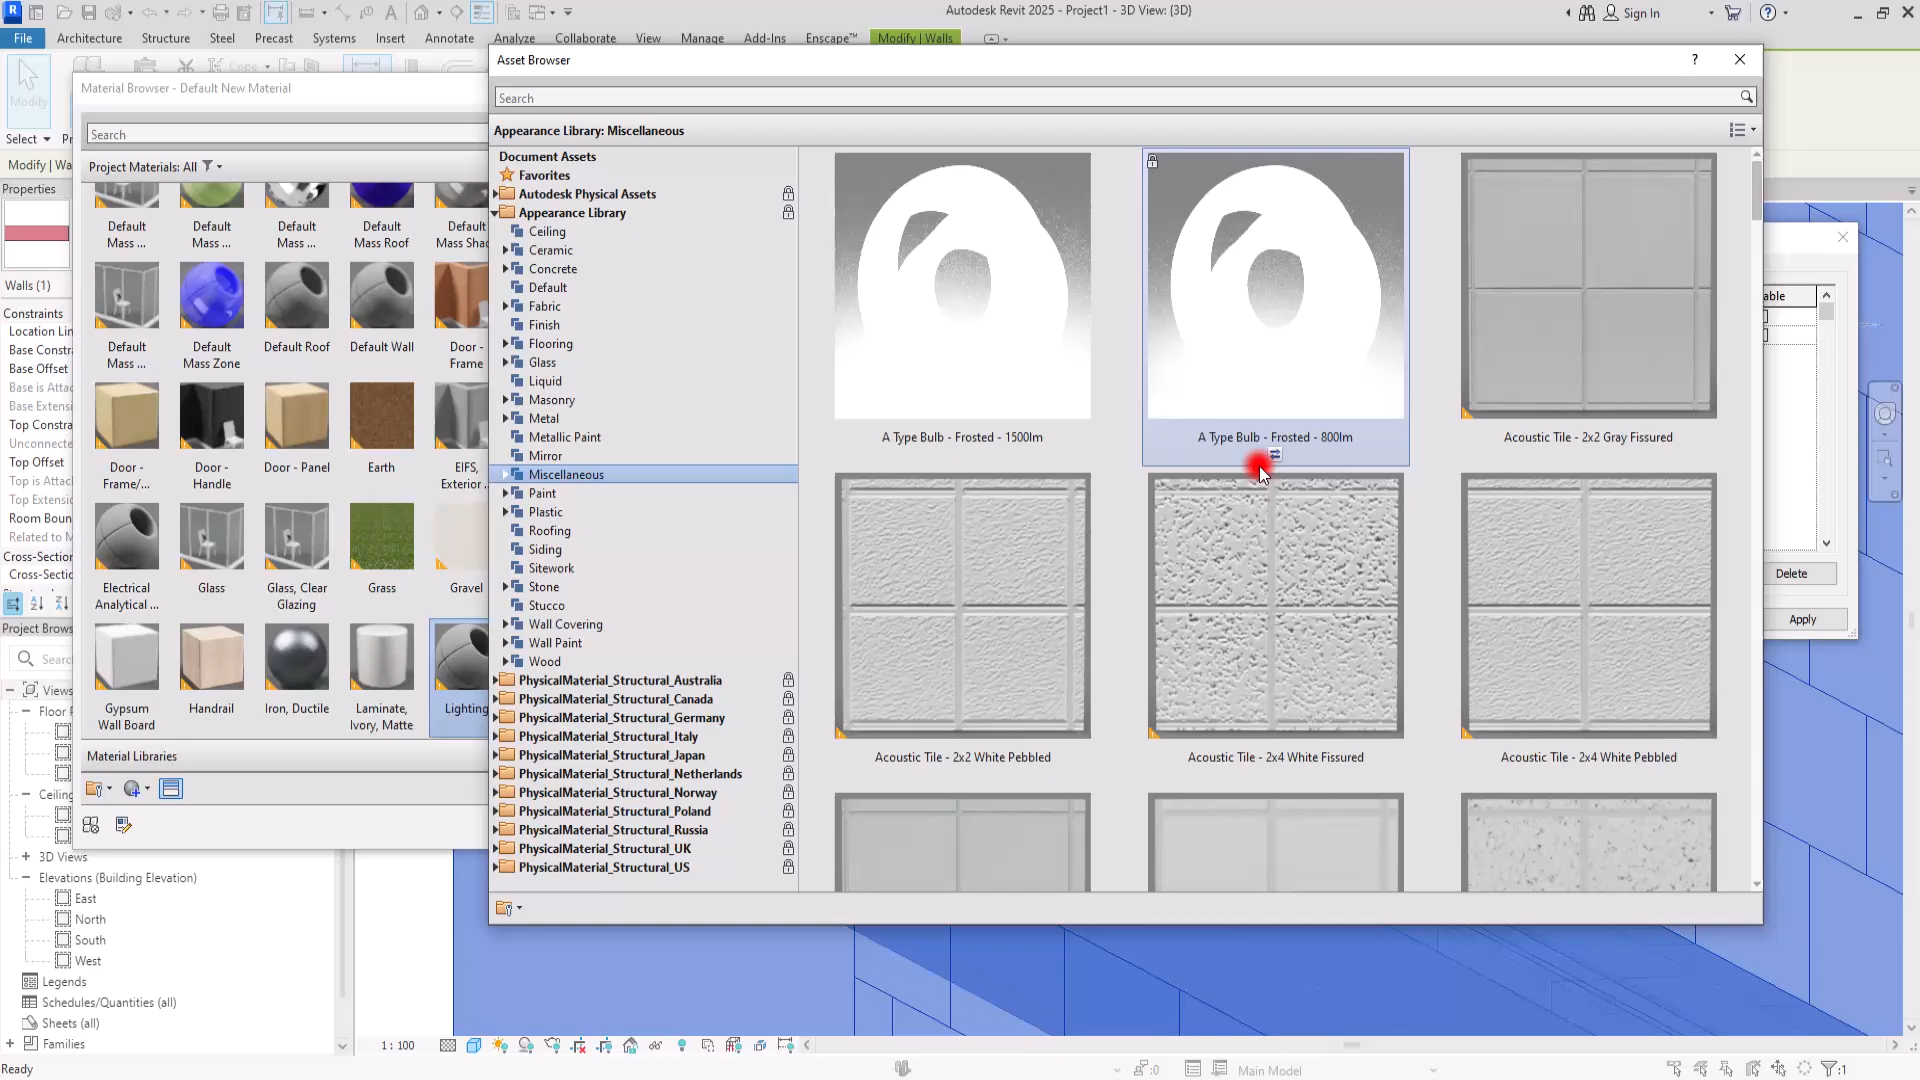 Autodesk Revit 2025 - Project1 - 3D View: {3D}
Sign In
File
Architecture
Structure
Steel
Precast
Systems
Insert
Annotate
Analyze
Collaborate
View
Manage
Add-Ins
Enscape™
Modify | Walls
Modify
Cope
Select
Modify | Wa
Properties
Walls (1)
Constraints
Location Lin
Base Constra
Base Offset
Base is Attac
Base Extensi
Top Constra
Unconnecte
Top Offset
Top is Attac
Top Extensio
Room Boun
Related to M
Cross-Section
Cross-Section
Project Brows
Search
Views
Floor P
Ceiling
3D Views
Elevations (Building Elevation)
East
North
South
West
Legends
Schedules/Quantities (all)
Sheets (all)
Families
Ready
Material Browser - Default New Material
Search
Project Materials: All
Default Mass ...
Default Mass ...
Default Mass ...
Default Mass Roof
Default Mass Shad
Default Mass ...
Default Mass Zone
Default Roof
Default Wall
Door - Frame
Door - Frame/...
Door - Handle
Door - Panel
Earth
EIFS, Exterior ...
Electrical Analytical ...
Glass
Glass, Clear Glazing
Grass
Gravel
Gypsum Wall Board
Handrail
Iron, Ductile
Laminate, Ivory, Matte
Lighting
Material Libraries
Asset Browser
?
Search
Appearance Library: Miscellaneous
Document Assets
Favorites
Autodesk Physical Assets
Appearance Library
Ceiling
Ceramic
Concrete
Default
Fabric
Finish
Flooring
Glass
Liquid
Masonry
Metal
Metallic Paint
Mirror
Miscellaneous
Paint
Plastic
Roofing
Siding
Sitework
Stone
Stucco
Wall Covering
Wall Paint
Wood
PhysicalMaterial_Structural_Australia
PhysicalMaterial_Structural_Canada
PhysicalMaterial_Structural_Germany
PhysicalMaterial_Structural_Italy
PhysicalMaterial_Structural_Japan
PhysicalMaterial_Structural_Netherlands
PhysicalMaterial_Structural_Norway
PhysicalMaterial_Structural_Poland
PhysicalMaterial_Structural_Russia
PhysicalMaterial_Structural_UK
PhysicalMaterial_Structural_US
A Type Bulb - Frosted - 1500lm
A Type Bulb - Frosted - 800lm
Acoustic Tile - 2x2 Gray Fissured
Acoustic Tile - 2x2 White Pebbled
Acoustic Tile - 2x4 White Fissured
Acoustic Tile - 2x4 White Pebbled
able
Delete
Apply
1 : 100
:0
Main Model
:1